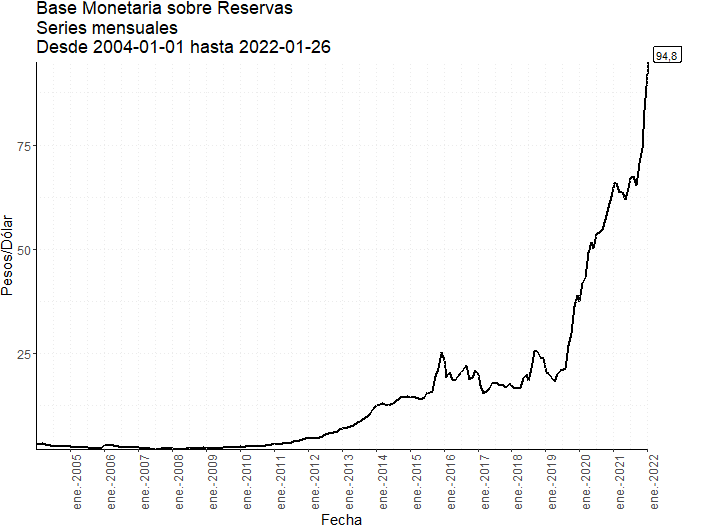 Base Monetaria sobre Reservas
Series mensuales
Desde 2004-01-01 hasta 2022-01-26
94,8
75
50
25
Pesos/Dólar
ene.-2005
ene.-2006
ene.-2007
ene.-2008
ene.-2009
ene.-2010
ene.-2011
ene.-2012
ene.-2013
ene.-2014
ene.-2015
ene.-2016
ene.-2017
ene.-2018
ene.-2019
ene.-2020
ene.-2021
ene.-2022
Fecha